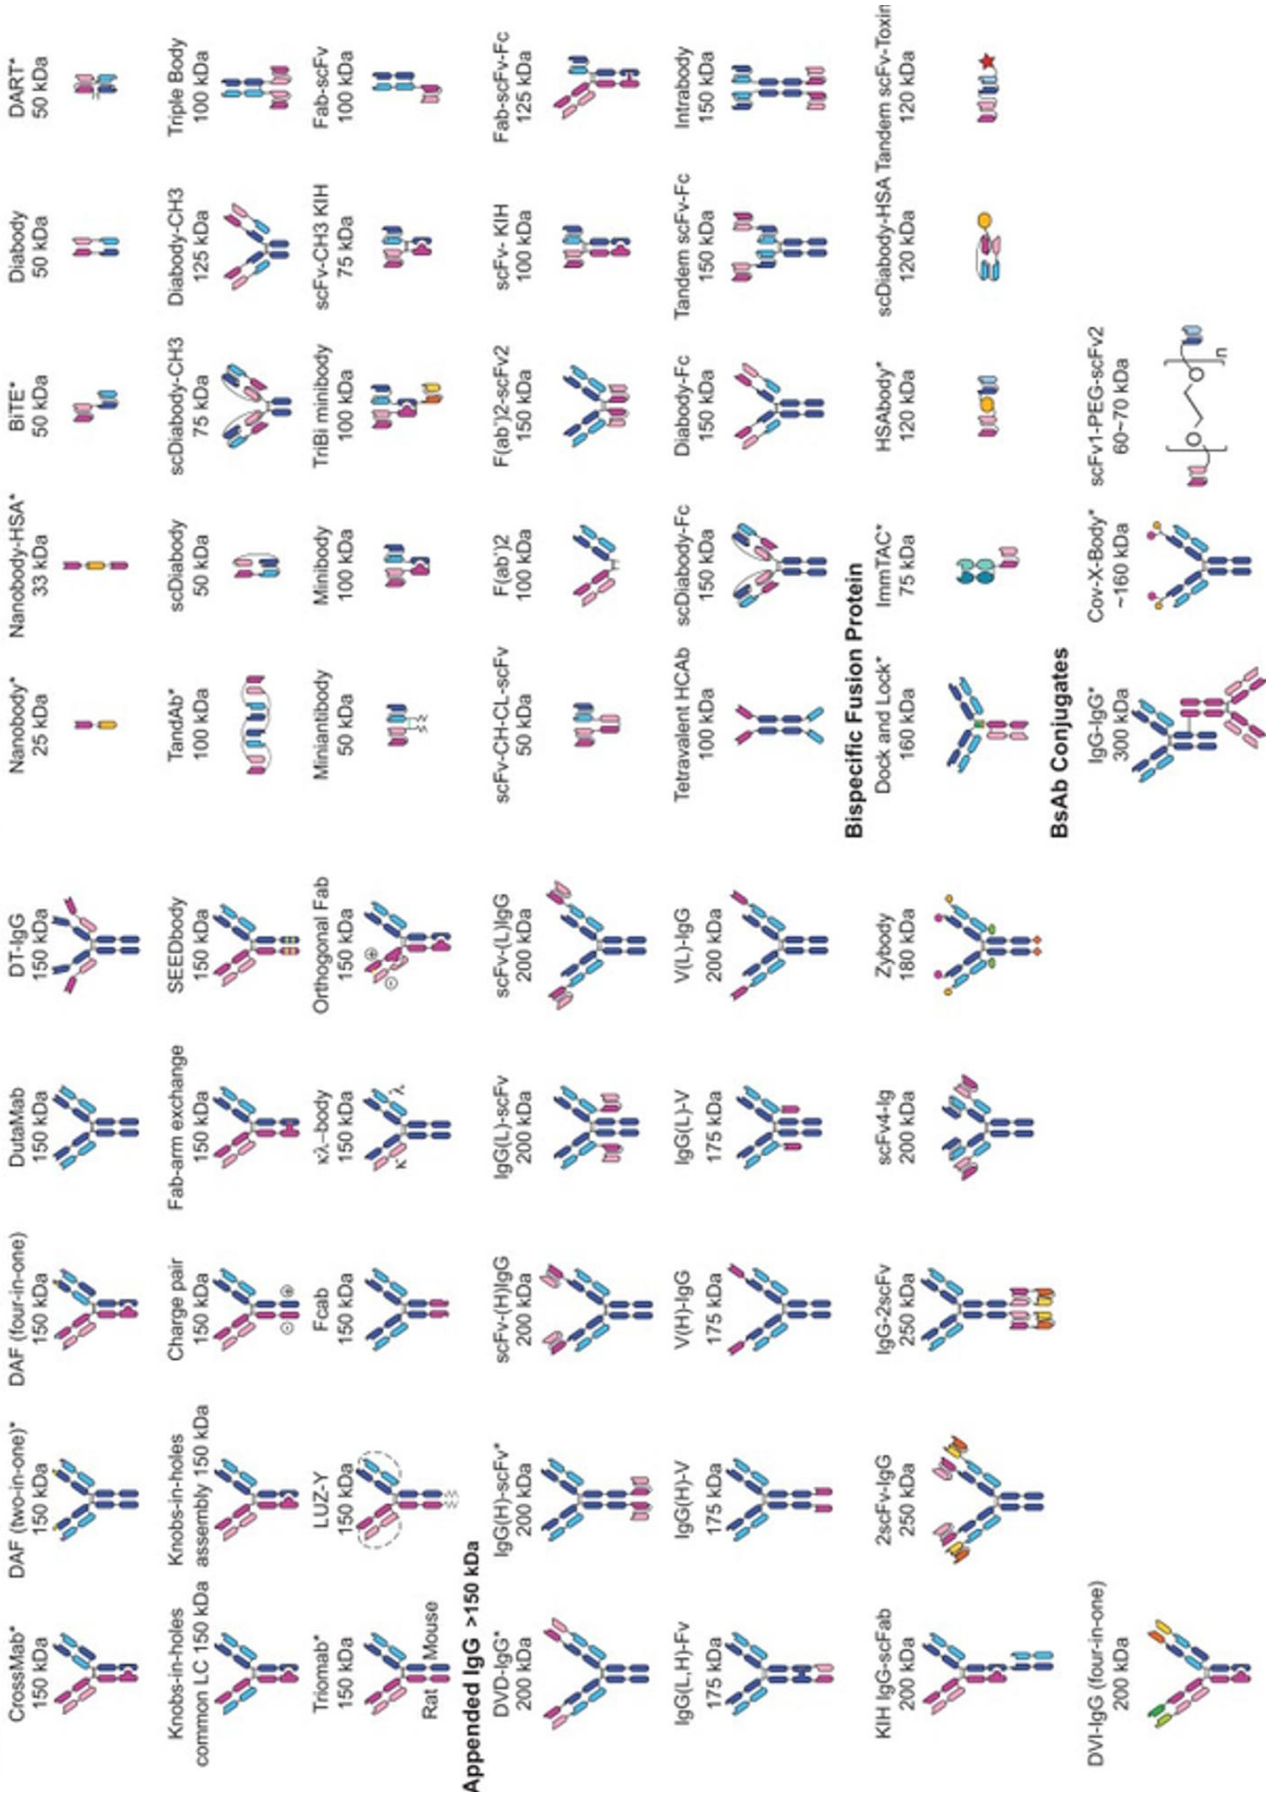 CrossMab*
150 kDa
DAF (two-in-one)*
150 kDa
DAF (four-in-one)
150 kDa
DutaMab
150 kDa
DT-IgG
150 kDa
Knobs-in-holes
common LC 150 kDa
Knobs-in-holes
assembly 150 kDa
Charge pair
150 kDa
Fab-arm exchange
150 kDa
SEEDbody
150 kDa
Triomab*
150 kDa
Rat Mouse
LUZ-Y
150 kDa
Fcab
150 kDa
κλ–body
150 kDa
κ λ
Orthogonal Fab
150 kDa
Appended IgG >150 kDa
DVD-IgG*
200 kDa
IgG(H)-scFv*
200 kDa
scFv-(H)IgG
200 kDa
IgG(L)-scFv
200 kDa
scFv-(L)IgG
200 kDa
IgG(L,H)-Fv
175 kDa
IgG(H)-V
175 kDa
V(H)-IgG
175 kDa
IgG(L)-V
175 kDa
V(L)-IgG
200 kDa
KIH IgG-scFab
200 kDa
2scFv-IgG
250 kDa
IgG-2scFv
250 kDa
scFv4-Ig
200 kDa
Zybody
180 kDa
DVI-IgG (four-in-one)
200 kDa
Nanobody*
25 kDa
Nanobody-HSA*
33 kDa
BiTE*
50 kDa
Diabody
50 kDa
DART*
50 kDa
TandAb*
100 kDa
scDiabody
50 kDa
scDiabody-CH3
75 kDa
Diabody-CH3
125 kDa
Triple Body
100 kDa
Miniantibody
50 kDa
Minibody
100 kDa
TriBi minibody
100 kDa
scFv-CH3 KIH
75 kDa
Fab-scFv
100 kDa
scFv-CH-CL-scFv
50 kDa
F(ab')2
100 kDa
F(ab')2-scFv2
150 kDa
scFv- KIH
100 kDa
Fab-scFv-Fc
125 kDa
Tetravalent HCAb
100 kDa
scDiabody-Fc
150 kDa
Diabody-Fc
150 kDa
Tandem scFv-Fc
150 kDa
Intrabody
150 kDa
Bispecific Fusion Protein
Dock and Lock*
160 kDa
ImmTAC*
75 kDa
HSAbody*
120 kDa
scDiabody-HSA
120 kDa
Tandem scFv-Toxin
120 kDa
BsAb Conjugates
IgG-IgG*
300 kDa
Cov-X-Body*
~160 kDa
scFv1-PEG-scFv2
60~70 kDa
O O n